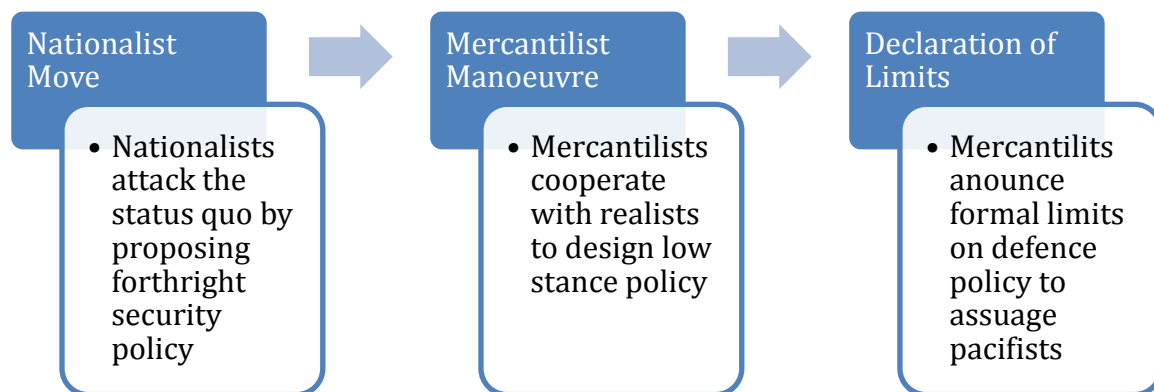 Nationalist
Move
• Nationalists
attack the
status quo by
proposing
forthright
security
policy
Mercantilist
Manoeuvre
• Mercantilists
cooperate
with realists
to design low
stance policy
Declaration of
Limits
• Mercantilits
anounce
formal limits
on defence
policy to
assuage
pacifists